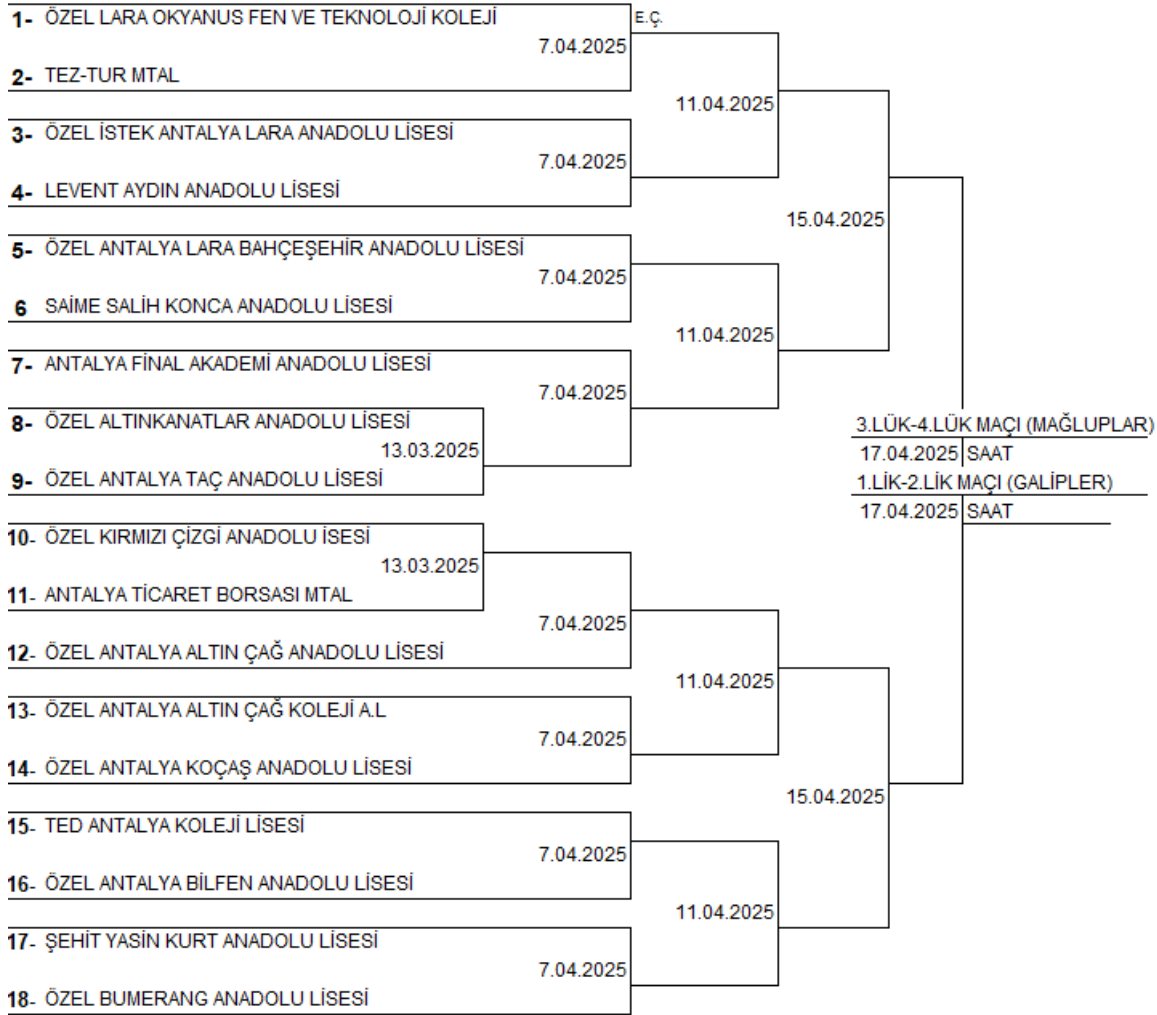 1- ÖZEL LARA OKYANUS FEN VE TEKNOLOJİ KOLEJİ
E.Ç.
7.04.2025
2- TEZ-TUR MTAL
11.04.2025
3- ÖZEL İSTEK ANTALYA LARA ANADOLU LİSESİ
7.04.2025
4- LEVENT AYDIN ANADOLU LİSESİ
15.04.2025
5- ÖZEL ANTALYA LARA BAHÇEŞEHİR ANADOLU LİSESİ
7.04.2025
6 SAİME SALİH KONCA ANADOLU LİSESİ
11.04.2025
7- ANTALYA FİNAL AKADEMİ ANADOLU LİSESİ
7.04.2025
8- ÖZEL ALTINKANATLAR ANADOLU LİSESİ
13.03.2025
9- ÖZEL ANTALYA TAÇ ANADOLU LİSESİ
3.LÜK-4.LÜK MAÇI (MAĞLUPLAR)
17.04.2025 SAAT
1.LİK-2.LİK MAÇI (GALİPLER)
17.04.2025 SAAT
10- ÖZEL KIRMIZI ÇİZGİ ANADOLU İSESİ
13.03.2025
11- ANTALYA TİCARET BORSASI MTAL
7.04.2025
12- ÖZEL ANTALYA ALTIN ÇAĞ ANADOLU LİSESİ
11.04.2025
13- ÖZEL ANTALYA ALTIN ÇAĞ KOLEJİ A.L
7.04.2025
14- ÖZEL ANTALYA KOÇAŞ ANADOLU LİSESİ
15.04.2025
15- TED ANTALYA KOLEJİ LİSESİ
7.04.2025
16- ÖZEL ANTALYA BİLFEN ANADOLU LİSESİ
11.04.2025
17- ŞEHİT YASİN KURT ANADOLU LİSESİ
7.04.2025
18- ÖZEL BUMERANG ANADOLU LİSESİ